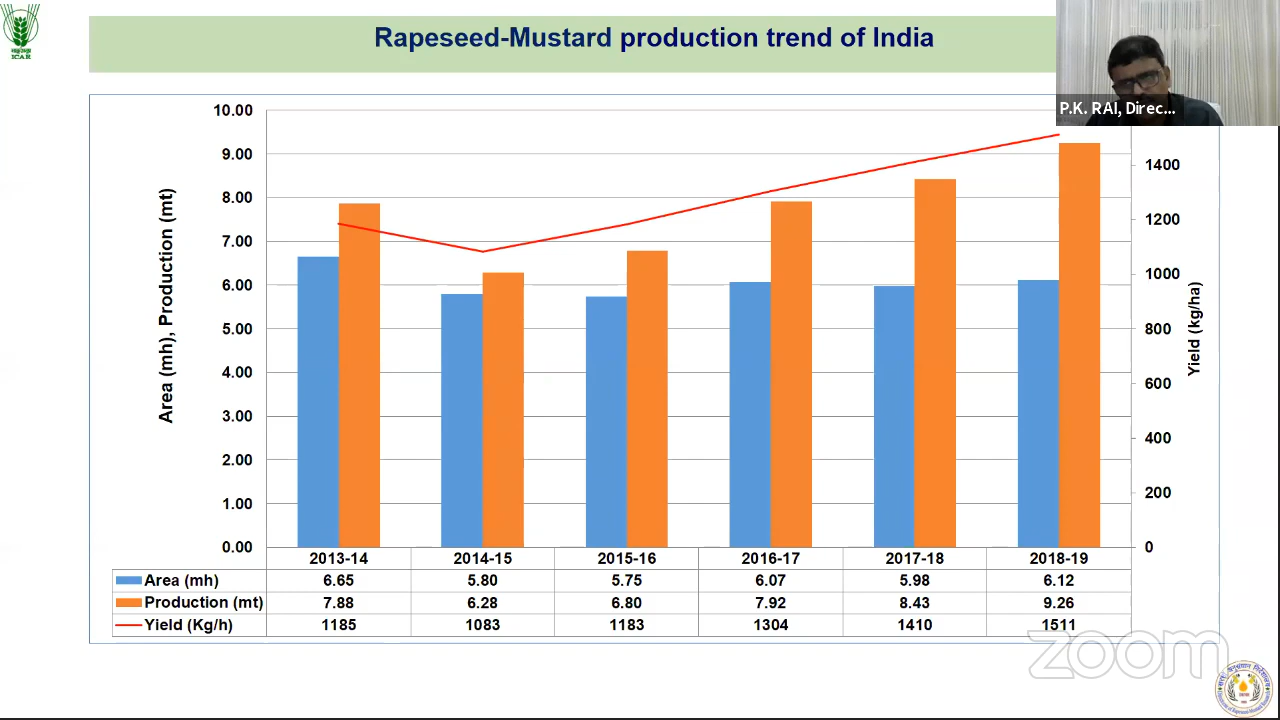 Rapeseed-Mustard production trend of India
ICAR
P.K. RAI, Direc...
10.00
9.00
8.00
7.00
6.00
5.00
4.00
3.00
2.00
1.00
0.00
Area (mh), Production (mt)
1400
1200
1000
800
600
400
200
0
Yield (kg/ha)
2013-14 2014-15 2015-16 2016-17 2017-18 2018-19
Area (mh) 6.65 5.80 5.75 6.07 5.98 6.12
Production (mt) 7.88 6.28 6.80 7.92 8.43 9.26
Yield (Kg/h) 1185 1083 1183 1304 1410 1511
zoom